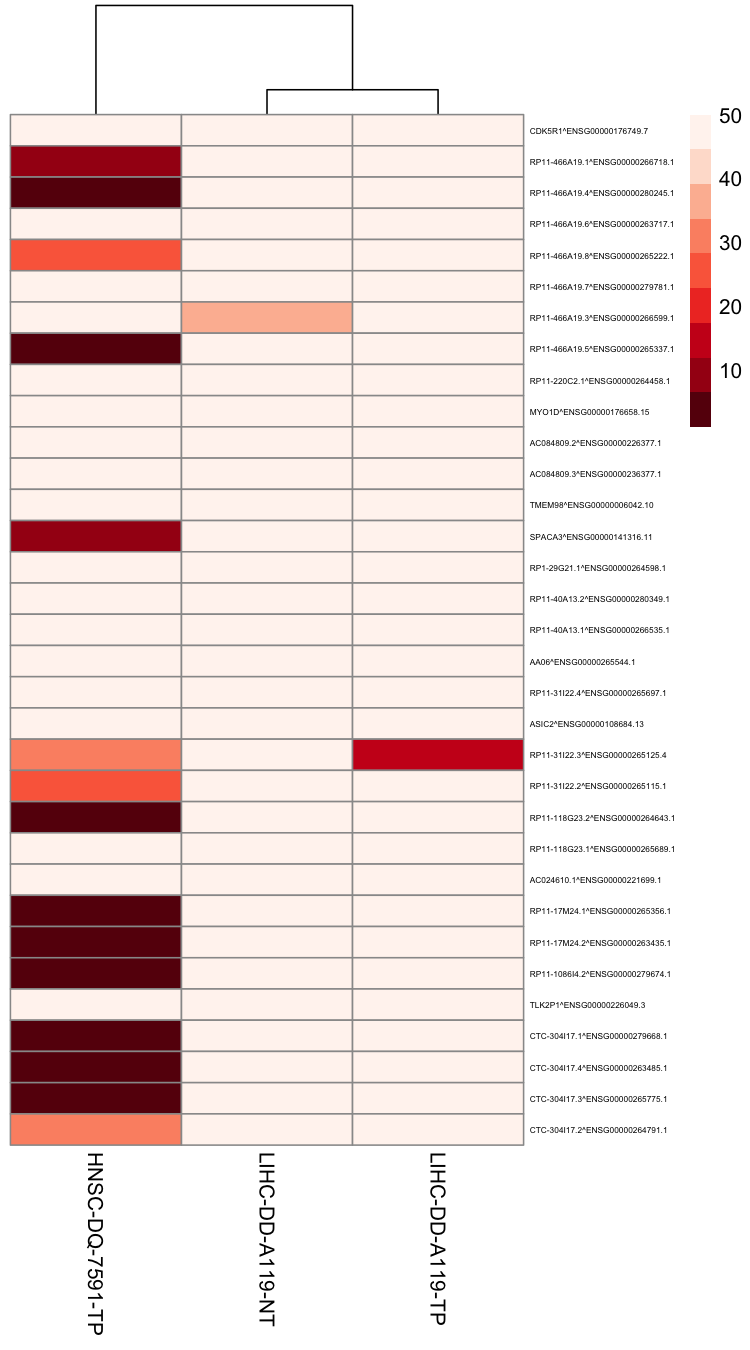 CDK5R1^ENSG00000176749.7
RP11-466A19.1^ENSG00000266718.1
RP11-466A19.4^ENSG00000280245.1
RP11-466A19.6^ENSG00000263717.1
RP11-466A19.8^ENSG00000265222.1
RP11-466A19.7^ENSG00000279781.1
RP11-466A19.3^ENSG00000266599.1
RP11-466A19.5^ENSG00000265337.1
RP11-220C2.1^ENSG00000264458.1
MYO1D^ENSG00000176658.15
AC084809.2^ENSG00000226377.1
AC084809.3^ENSG00000236377.1
TMEM98^ENSG00000006042.10
SPACA3^ENSG00000141316.11
RP1-29G21.1^ENSG00000264598.1
RP11-40A13.2^ENSG00000280349.1
RP11-40A13.1^ENSG00000266535.1
AA06^ENSG00000265544.1
RP11-31I22.4^ENSG00000265697.1
ASIC2^ENSG00000108684.13
RP11-31I22.3^ENSG00000265125.4
RP11-31I22.2^ENSG00000265115.1
RP11-118G23.2^ENSG00000264643.1
RP11-118G23.1^ENSG00000265689.1
AC024610.1^ENSG00000221699.1
RP11-17M24.1^ENSG00000265356.1
RP11-17M24.2^ENSG00000263435.1
RP11-1086I4.2^ENSG00000279674.1
TLK2P1^ENSG00000226049.3
CTC-304I17.1^ENSG00000279668.1
CTC-304I17.4^ENSG00000263485.1
CTC-304I17.3^ENSG00000265775.1
CTC-304I17.2^ENSG00000264791.1
50
40
30
20
10
HNSC-DQ-7591-TP
LIHC-DD-A119-NT
LIHC-DD-A119-TP